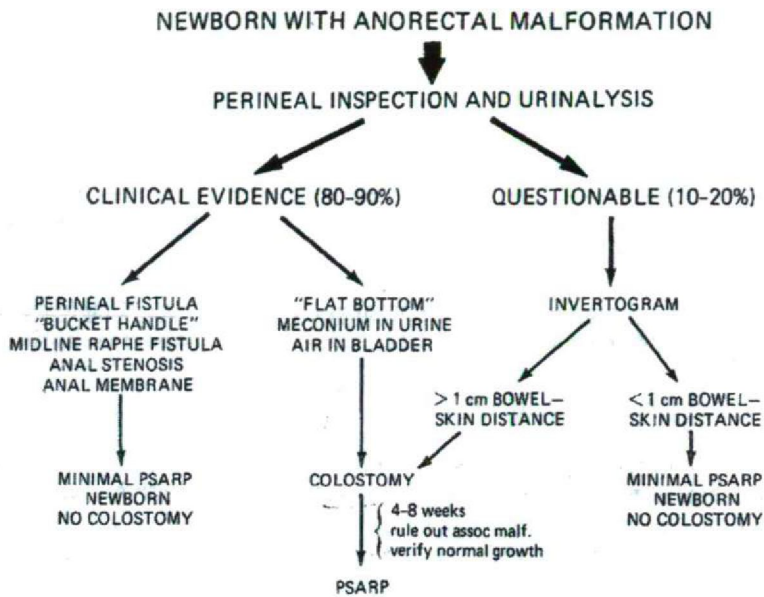 NEWBORN WITH ANORECTAL MALFORMATION
PERINEAL INSPECTION AND URINALYSIS
CLINICAL EVIDENCE (80-90%)
QUESTIONABLE (10-20%)
PERINEAL FISTULA
"BUCKET HANDLE"
MIDLINE RAPHE FISTULA
ANAL STENOSIS
ANAL MEMBRANE
"FLAT BOTTOM"
MECONIUM IN URINE
AIR IN BLADDER
INVERTOGRAM
> 1 cm BOWEL–
SKIN DISTANCE
< 1 cm BOWEL–
SKIN DISTANCE
MINIMAL PSARP
NEWBORN
NO COLOSTOMY
COLOSTOMY
MINIMAL PSARP
NEWBORN
NO COLOSTOMY
4-8 weeks
rule out assoc malf.
verify normal growth
PSARP